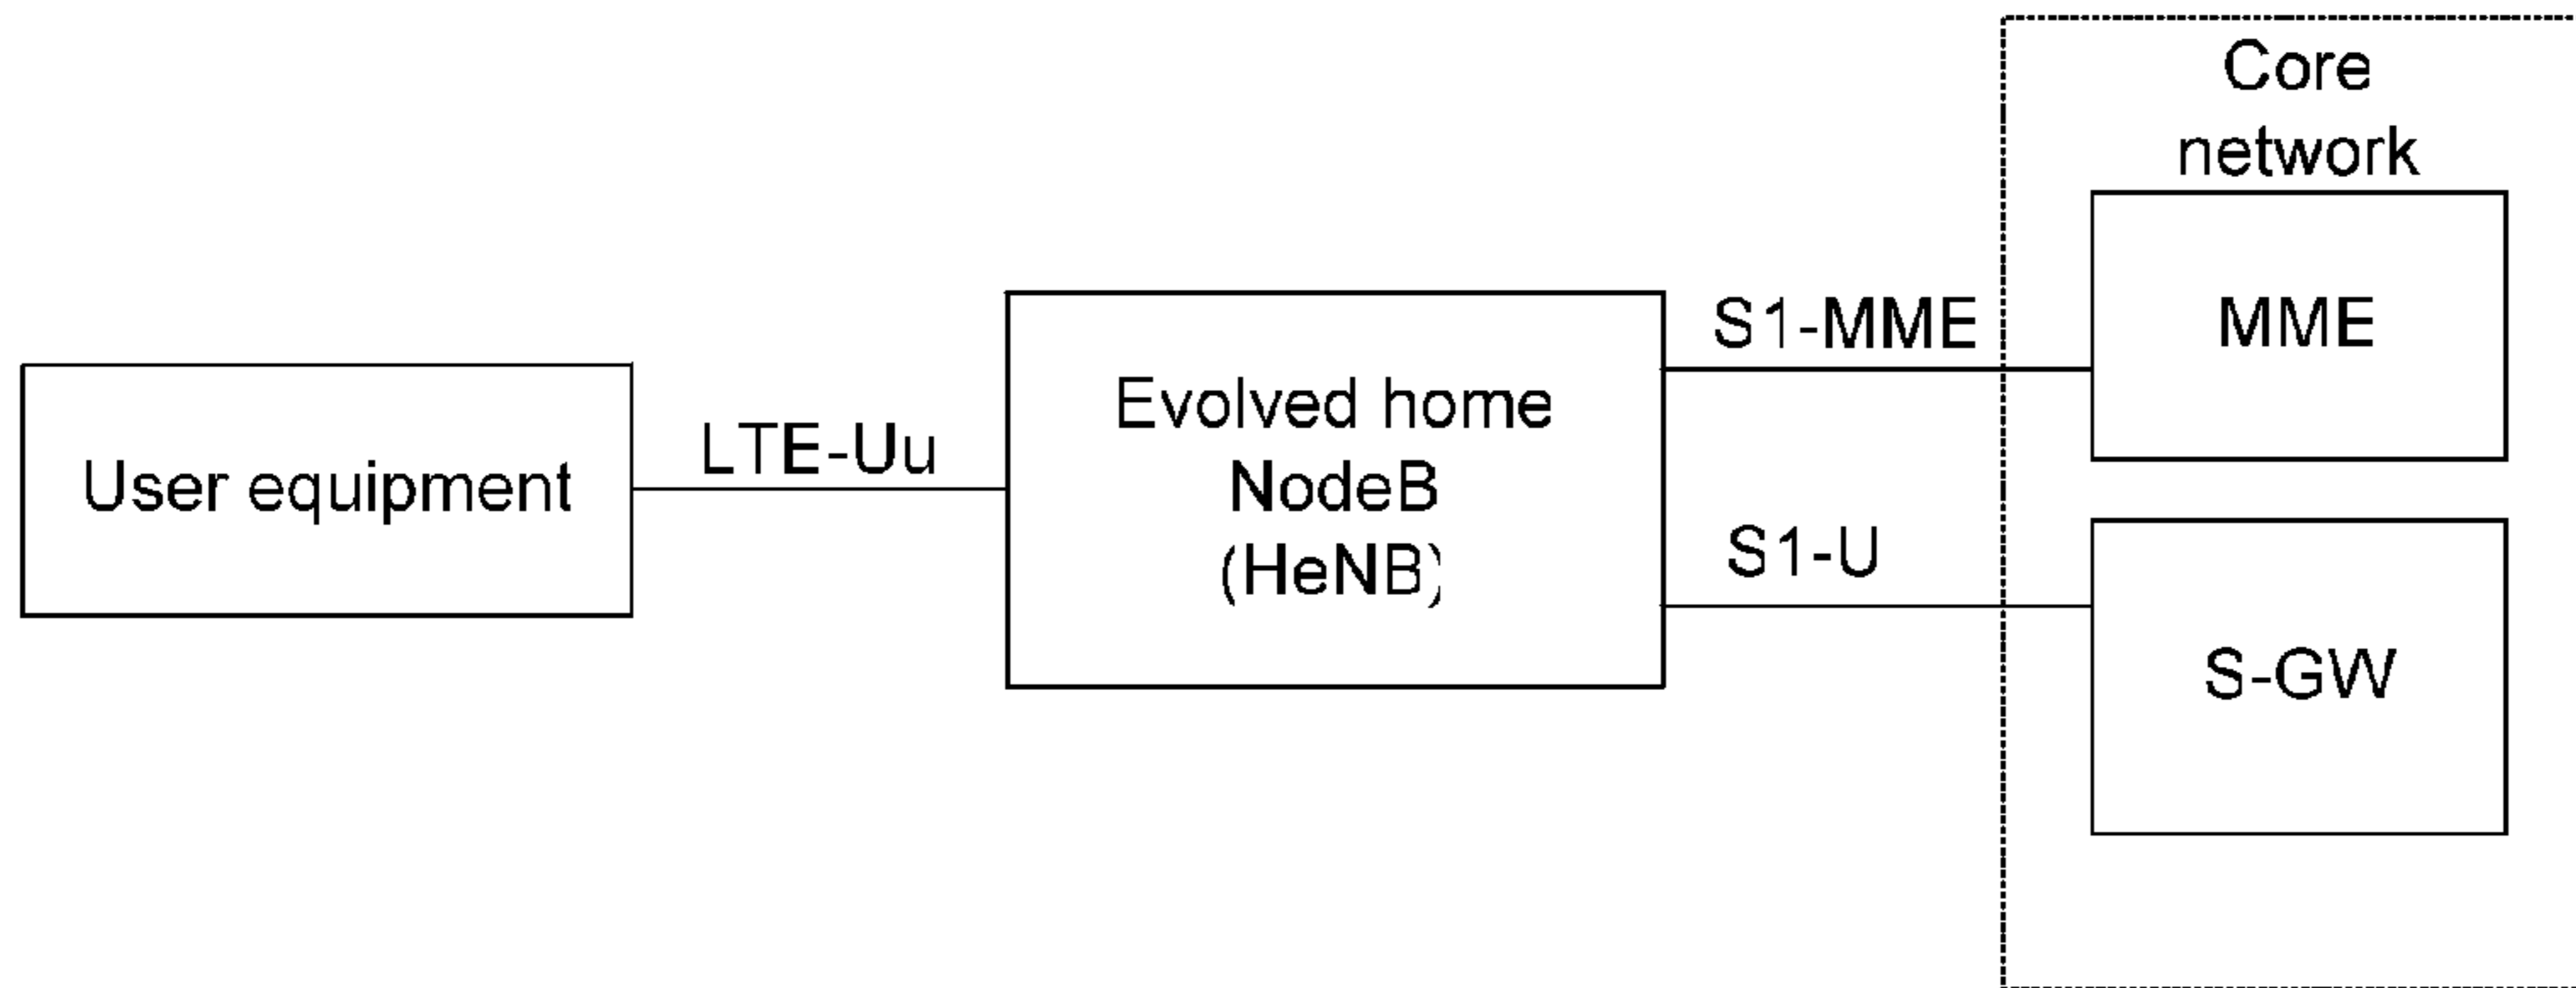 Core
network
MME
S1-MME
Evolved home
NodeB
(HeNB)
LTE-Uu
User equipment
S1-U
S-GW